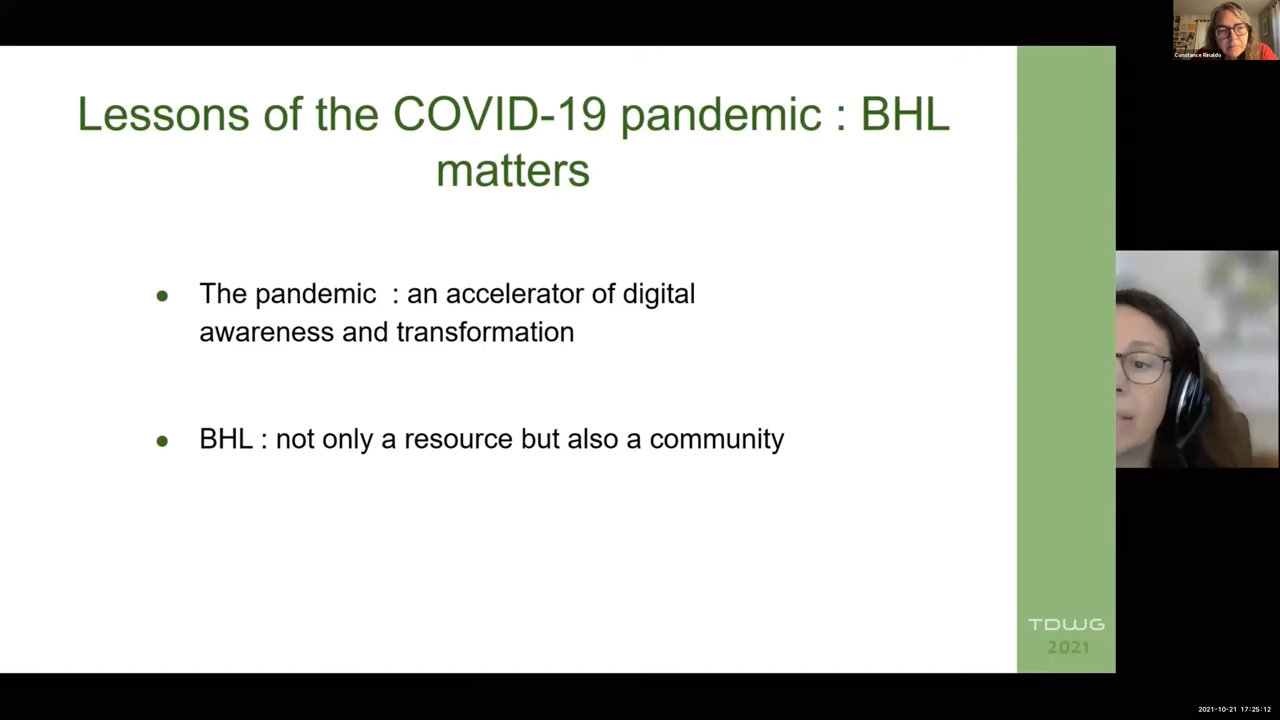 Lessons of the COVID-19 pandemic : BHL
matters
The pandemic : an accelerator of digital
awareness and transformation
BHL : not only a resource but also a community
TDWG
2021
Constance Rinaldo
2021-10-21 17:25:12